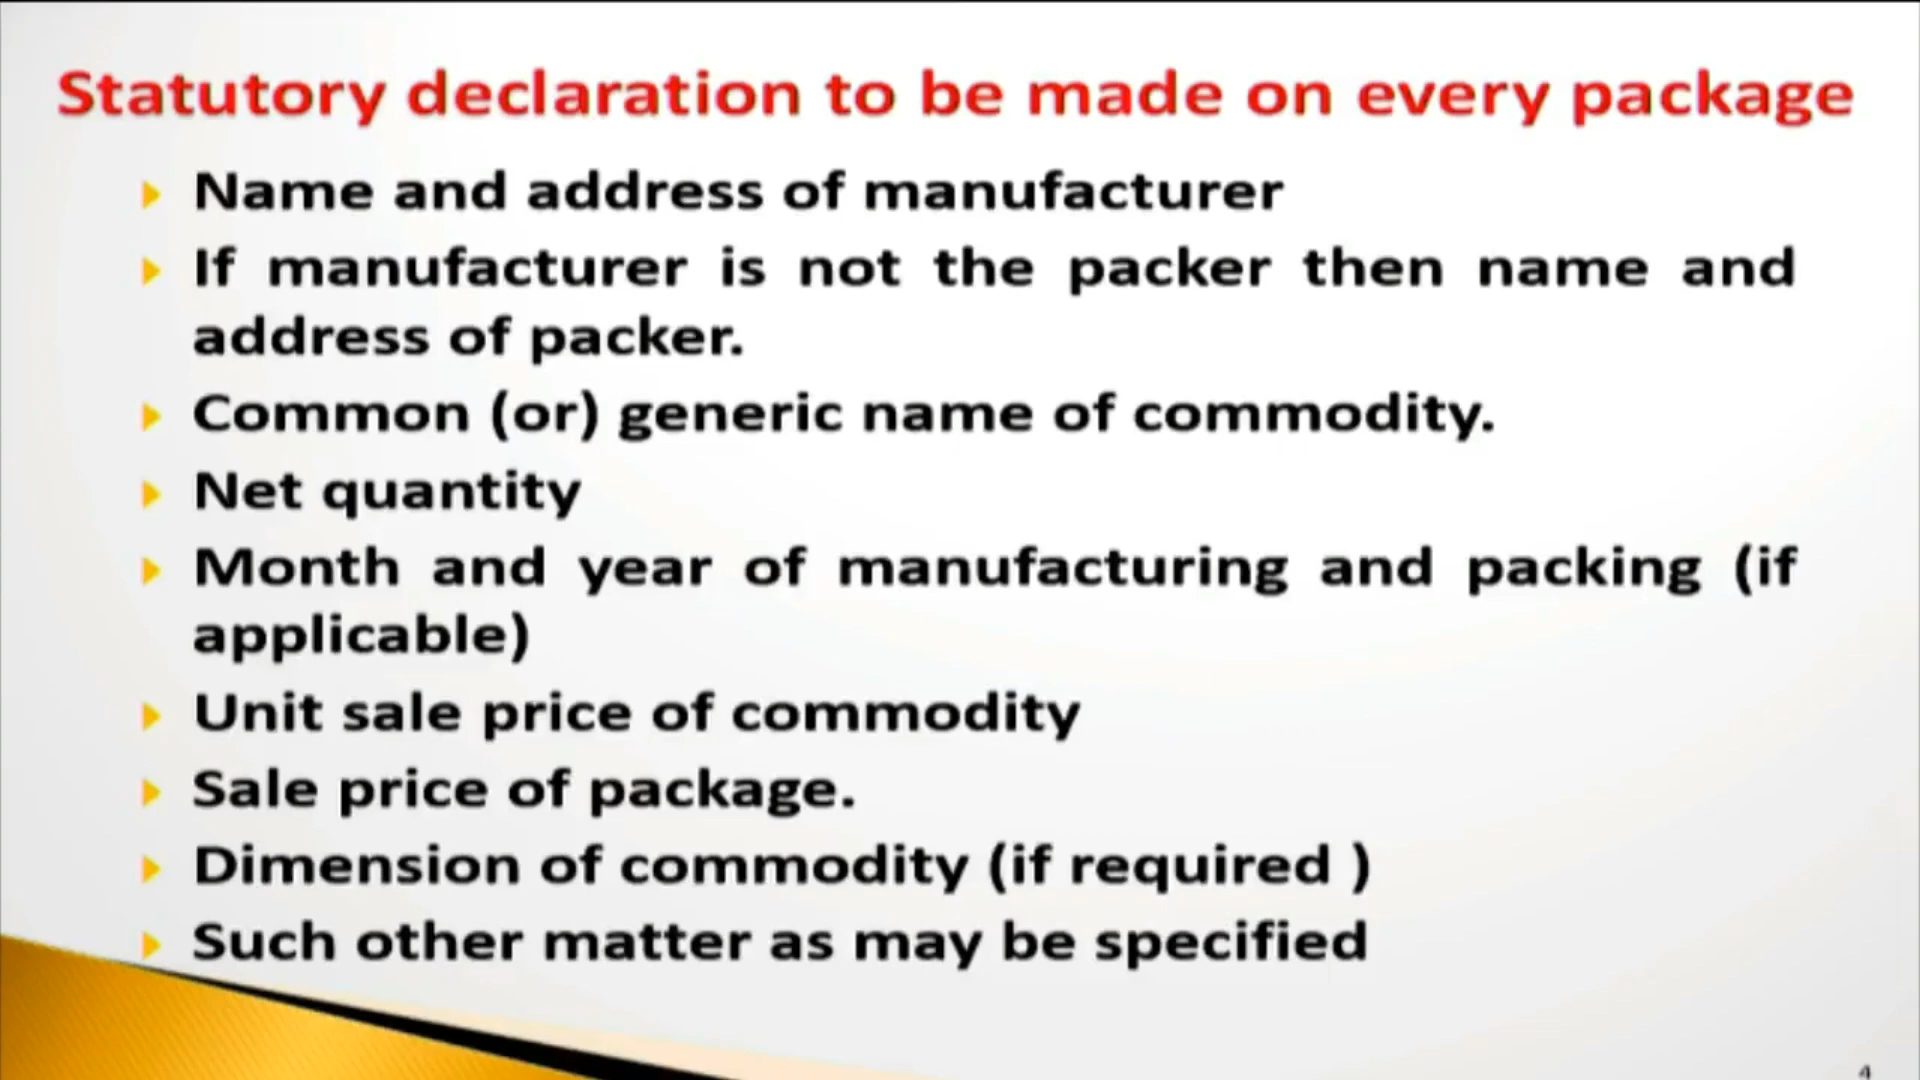 Statutory declaration to be made on every package
Name and address of manufacturer
If manufacturer is not the packer then name and
address of packer.
Common (or) generic name of commodity.
Net quantity
Month and year of manufacturing and packing (if
applicable)
Unit sale price of commodity
Sale price of package.
Dimension of commodity (if required )
Such other matter as may be specified
4